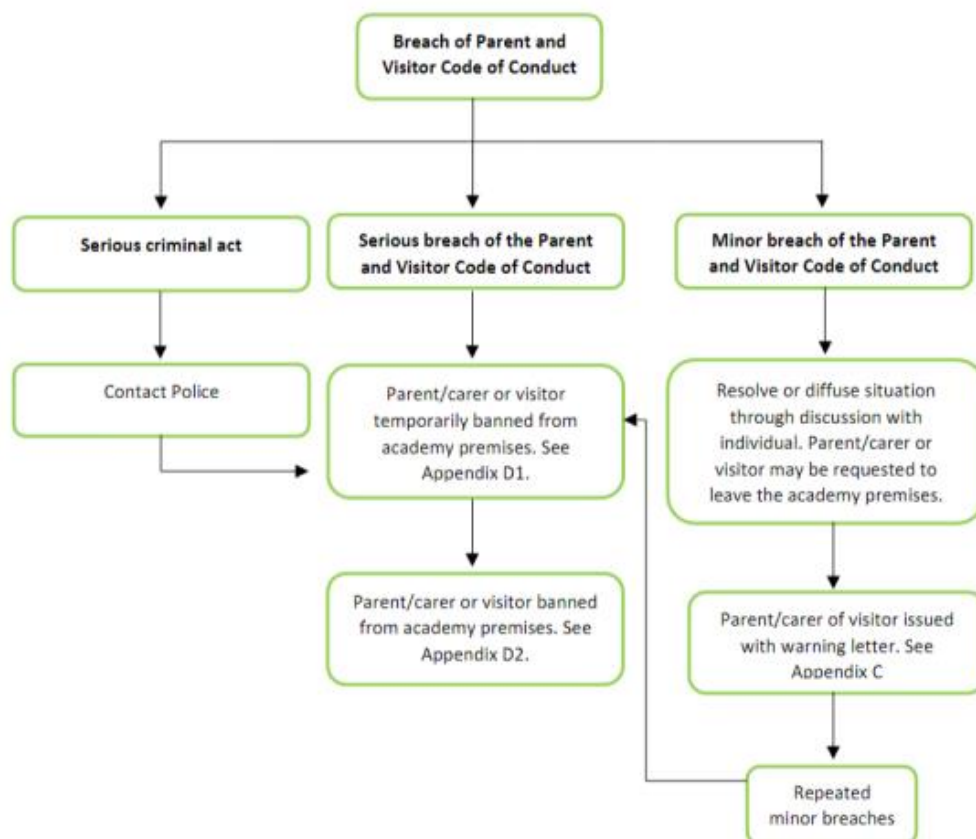 Breach of Parent and
Visitor Code of Conduct
Serious criminal act
Serious breach of the Parent
and Visitor Code of Conduct
Minor breach of the Parent
and Visitor Code of Conduct
Contact Police
Parent/carer or visitor
temporarily banned from
academy premises. See
Appendix D1.
Resolve or diffuse situation
through discussion with
individual. Parent/carer or
visitor may be requested to
leave the academy premises.
Parent/carer or visitor banned
from academy premises. See
Appendix D2.
Parent/carer of visitor issued
with warning letter. See
Appendix C
Repeated
minor breaches